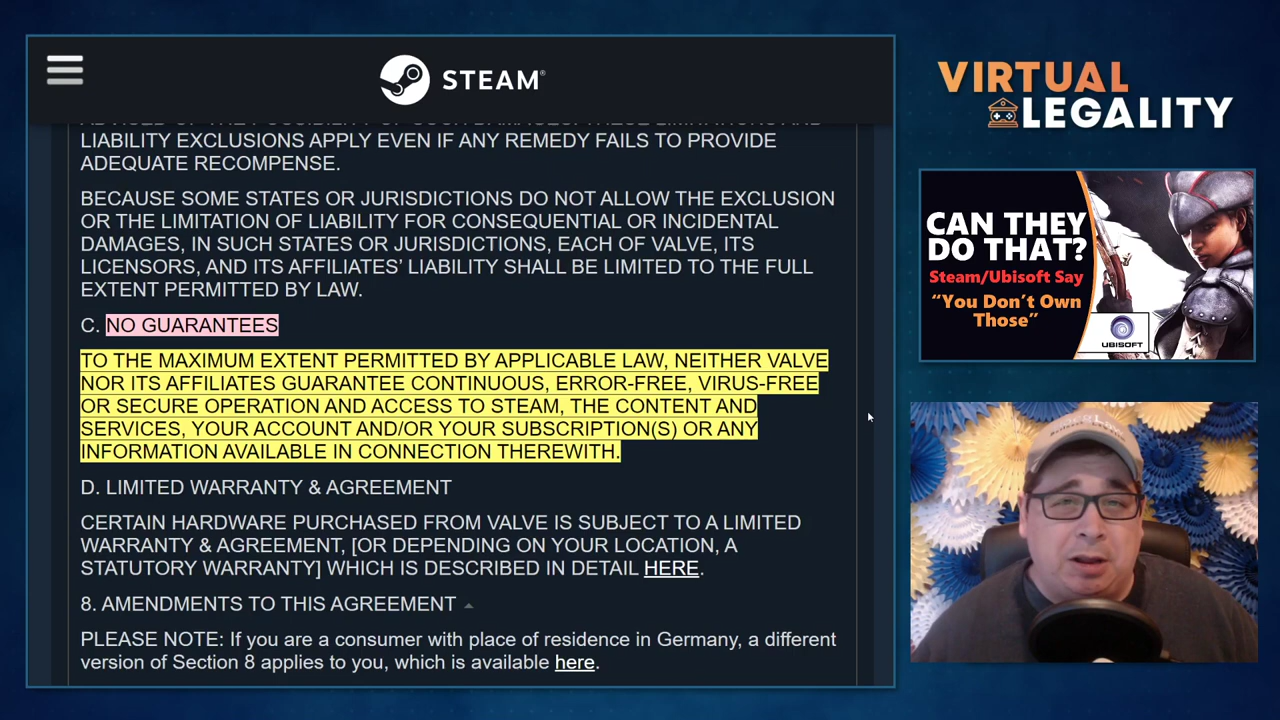 STEAM®
LIABILITY EXCLUSIONS APPLY EVEN IF ANY REMEDY FAILS TO PROVIDE
ADEQUATE RECOMPENSE.
BECAUSE SOME STATES OR JURISDICTIONS DO NOT ALLOW THE EXCLUSION
OR THE LIMITATION OF LIABILITY FOR CONSEQUENTIAL OR INCIDENTAL
DAMAGES, IN SUCH STATES OR JURISDICTIONS, EACH OF VALVE, ITS
LICENSORS, AND ITS AFFILIATES’ LIABILITY SHALL BE LIMITED TO THE FULL
EXTENT PERMITTED BY LAW.
C. NO GUARANTEES
TO THE MAXIMUM EXTENT PERMITTED BY APPLICABLE LAW, NEITHER VALVE
NOR ITS AFFILIATES GUARANTEE CONTINUOUS, ERROR-FREE, VIRUS-FREE
OR SECURE OPERATION AND ACCESS TO STEAM, THE CONTENT AND
SERVICES, YOUR ACCOUNT AND/OR YOUR SUBSCRIPTION(S) OR ANY
INFORMATION AVAILABLE IN CONNECTION THEREWITH.
D. LIMITED WARRANTY & AGREEMENT
CERTAIN HARDWARE PURCHASED FROM VALVE IS SUBJECT TO A LIMITED
WARRANTY & AGREEMENT, [OR DEPENDING ON YOUR LOCATION, A
STATUTORY WARRANTY] WHICH IS DESCRIBED IN DETAIL HERE.
8. AMENDMENTS TO THIS AGREEMENT
PLEASE NOTE: If you are a consumer with place of residence in Germany, a different
version of Section 8 applies to you, which is available here.
VIRTUAL
LEGALITY
CAN THEY
DO THAT?
Steam/Ubisoft Say
“You Don’t Own
Those”
UBISOFT